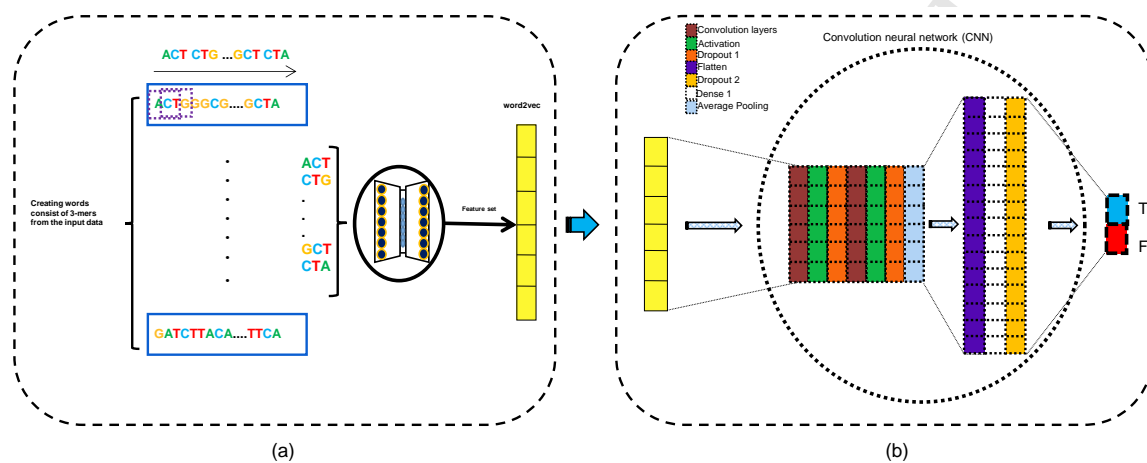 ACT CTG ...GCT CTA
ACTGGGCG....GCTA
Creating words
consist of 3-mers
from the input data
ACT
CTG
GCT
CTA
GATCTTACA....TTCA
Feature set
word2vec
(a)
Convolution layers
Activation
Dropout 1
Flatten
Dropout 2
Dense 1
Average Pooling
Convolution neural network (CNN)
T
F
(b)